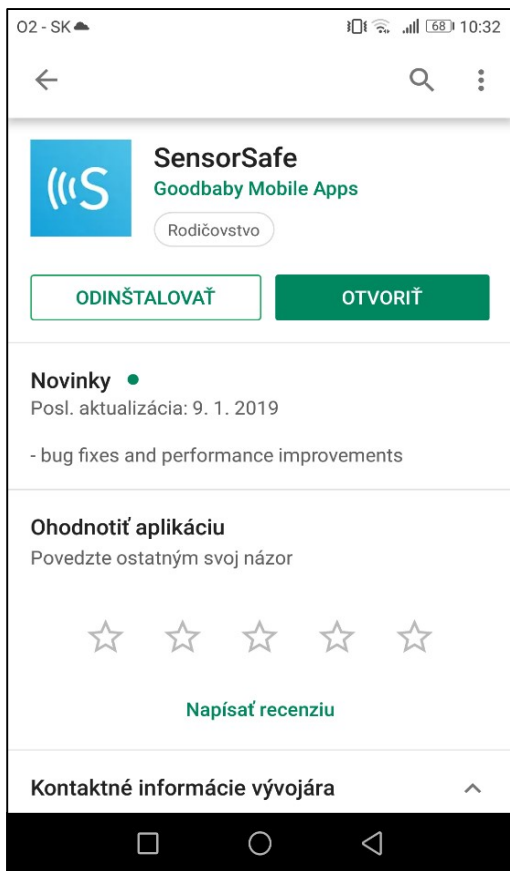 O2 - SK 68 10:32
S
SensorSafe
Goodbaby Mobile Apps
Rodičovstvo
ODINŠTALOVAŤ OTVORIŤ
Novinky
Posl. aktualizácia: 9. 1. 2019
- bug fixes and performance improvements
Ohodnotiť aplikáciu
Povedzte ostatným svoj názor
Napísať recenziu
Kontaktné informácie vývojára